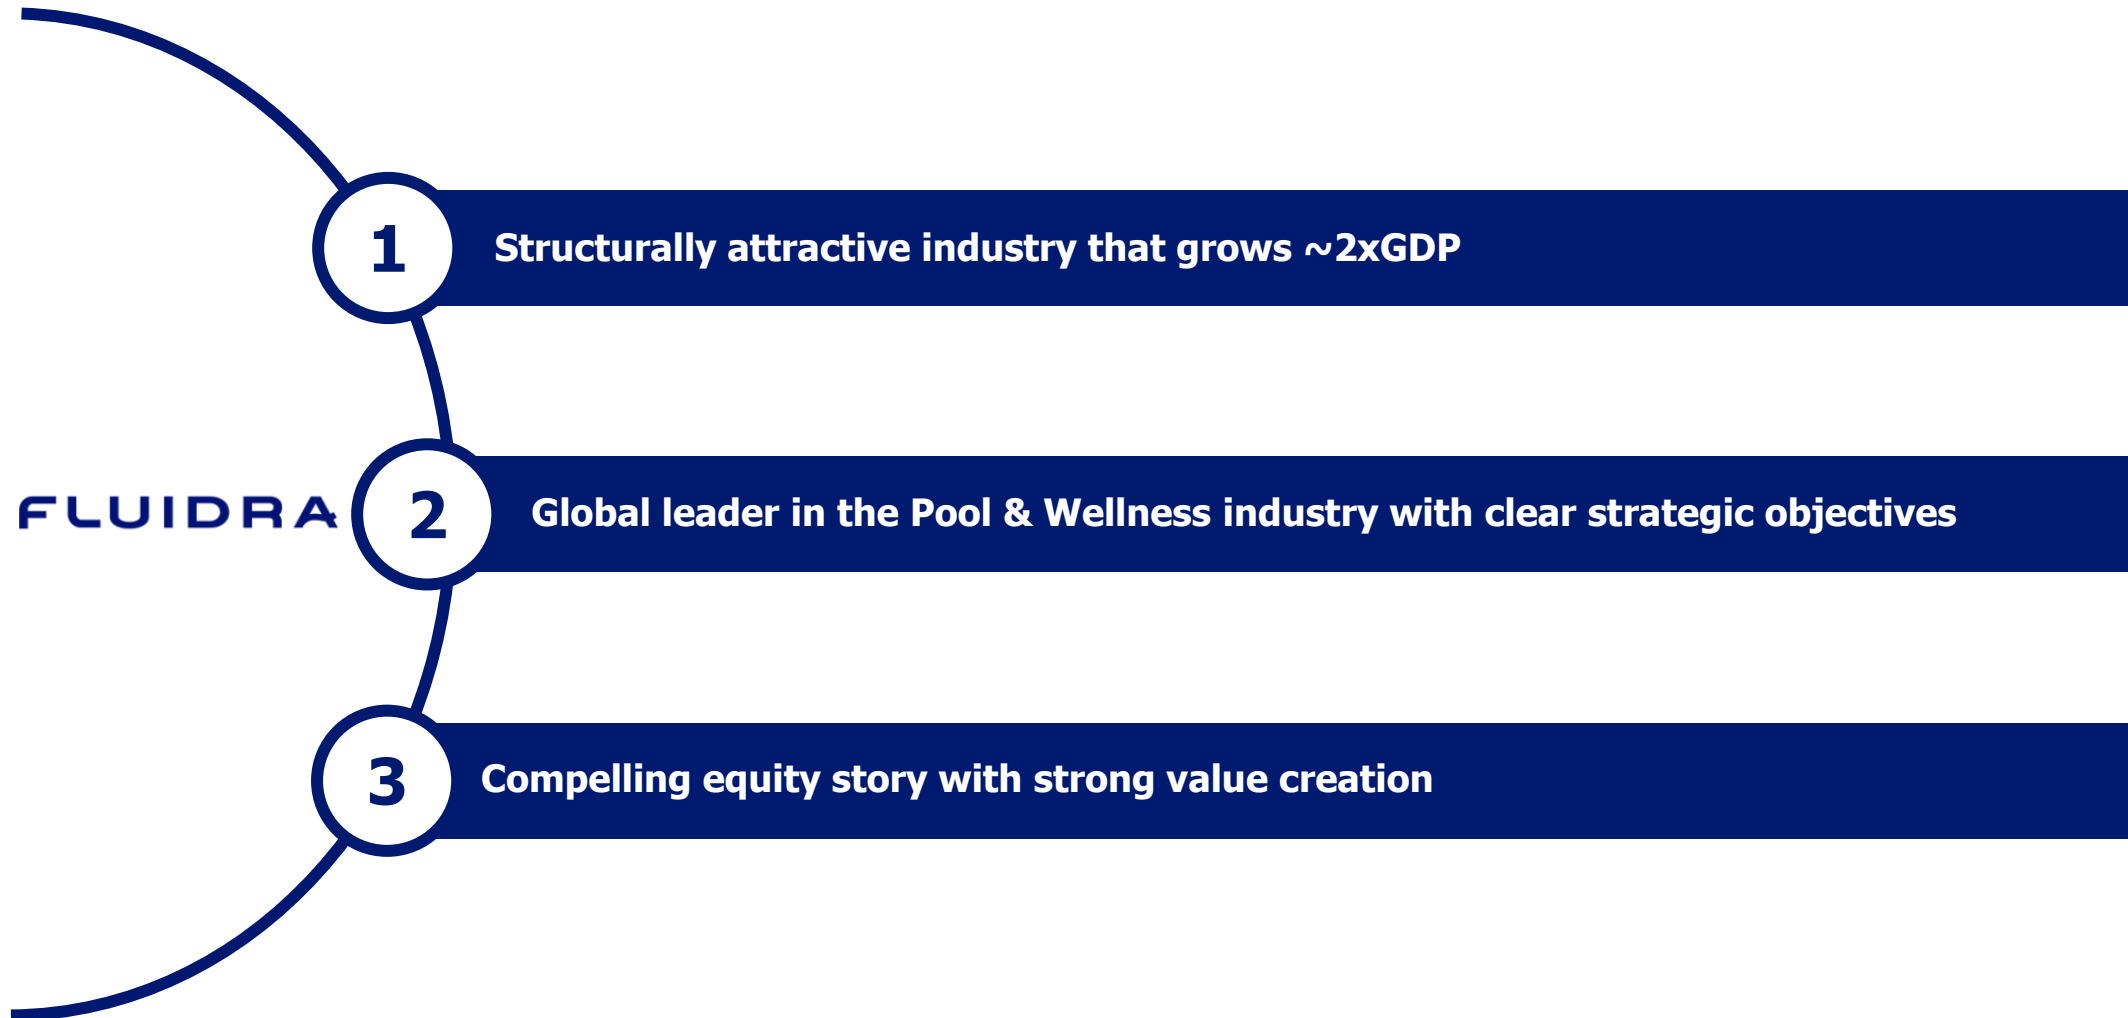 1
Structurally attractive industry that grows ~2xGDP
FLUIDRA
2
Global leader in the Pool & Wellness industry with clear strategic objectives
3
Compelling equity story with strong value creation